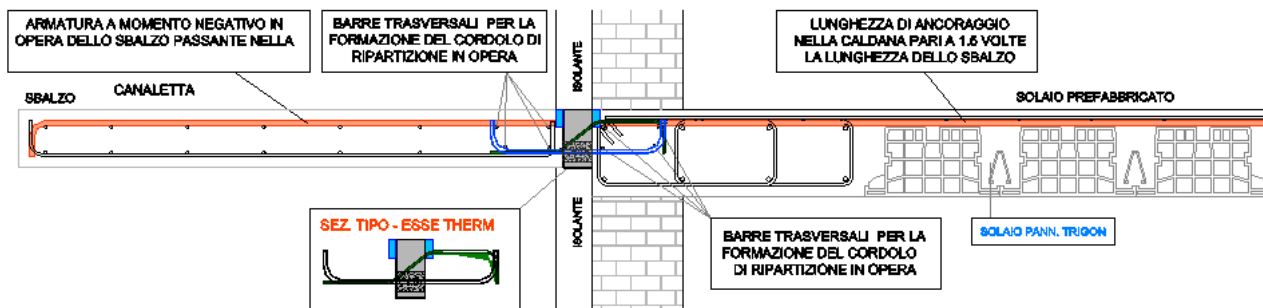 ARMATURA A MOMENTO NEGATIVO IN
OPERA DELLO SBALZO PASSANTE NELLA
BARRE TRASVERSALI PER LA
FORMAZIONE DEL CORDOLO DI
RIPARTIZIONE IN OPERA
ISOLANTE
LUNGHEZZA DI ANCORAGGIO
NELLA CALDANA PARI A 1.5 VOLTE
LA LUNGHEZZA DELLO SBALZO
SBALZO
CANALETTA
SOLAIO PREFABBRICATO
SEZ. TIPO - ESSE THERM
ISOLANTE
BARRE TRASVERSALI PER LA
FORMAZIONE DEL CORDOLO
DI RIPARTIZIONE IN OPERA
SOLAIO PANN. TRIGON